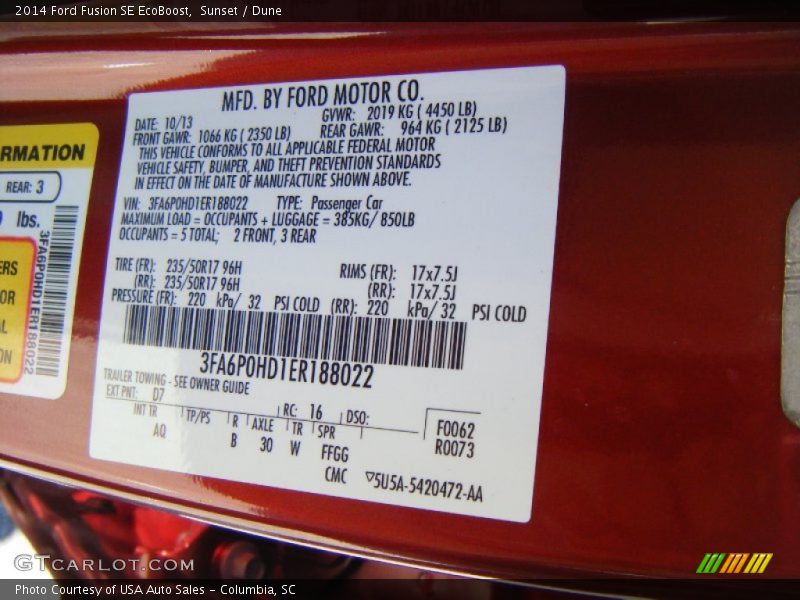 2014 Ford Fusion SE EcoBoost, Sunset / Dune
MFD. BY FORD MOTOR CO.
DATE: 10/13 GVWR: 2019 KG ( 4450 LB)
FRONT GAWR: 1066 KG ( 2350 LB) REAR GAWR: 964 KG ( 2125 LB)
THIS VEHICLE CONFORMS TO ALL APPLICABLE FEDERAL MOTOR
VEHICLE SAFETY, BUMPER, AND THEFT PREVENTION STANDARDS
IN EFFECT ON THE DATE OF MANUFACTURE SHOWN ABOVE.
VIN: 3FA6P0HD1ER188022 TYPE: Passenger Car
MAXIMUM LOAD = OCCUPANTS + LUGGAGE = 385KG/ 850LB
OCCUPANTS = 5 TOTAL; 2 FRONT, 3 REAR
TIRE (FR): 235/50R17 96H RIMS (FR): 17x7.5J
(RR): 235/50R17 96H (RR): 17x7.5J
PRESSURE (FR): 220 kPa/ 32 PSI COLD (RR): 220 kPa/ 32 PSI COLD
3FA6P0HD1ER188022
TRAILER TOWING - SEE OWNER GUIDE
EXT PNT: D7 RC: 16 DSO:
INT TR TP/PS R AXLE TR SPR F0062
AQ B 30 W FFGG R0073
CMC ▽5U5A-5420472-AA
RMATION
REAR: 3
lbs.
3FA6P0HD1ER188022
ERS
OR
AL
ON
GTCARLOT.COM
Photo Courtesy of USA Auto Sales - Columbia, SC